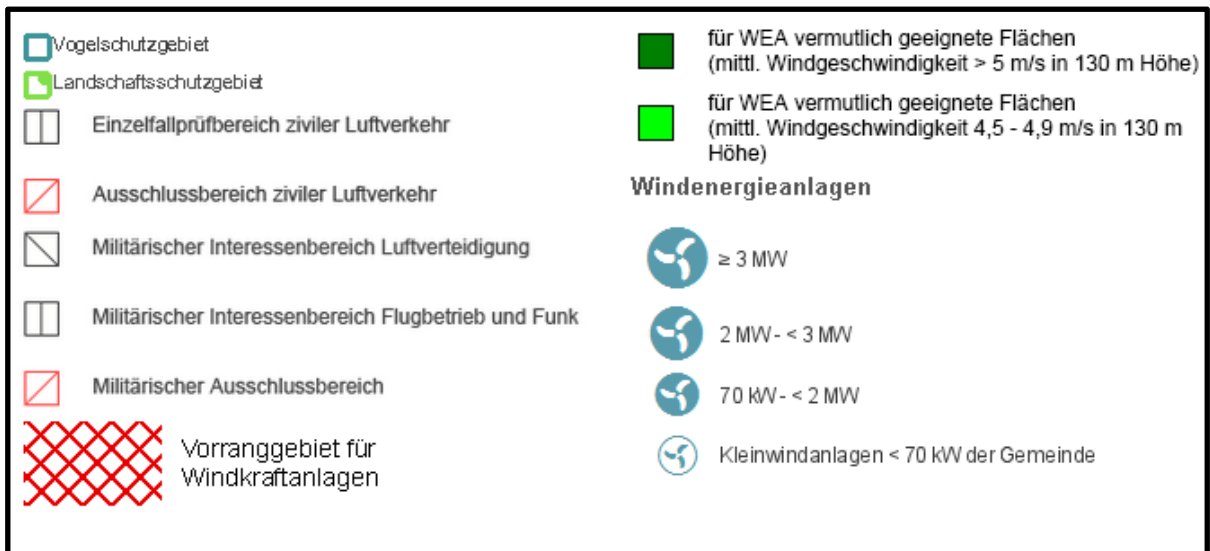 Vogelschutzgebiet
Landschaftsschutzgebiet
Einzelfallprüfbereich ziviler Luftverkehr
Ausschlussbereich ziviler Luftverkehr
Militärischer Interessenbereich Luftverteidigung
Militärischer Interessenbereich Flugbetrieb und Funk
Militärischer Ausschlussbereich
Vorranggebiet für
Windkraftanlagen
für WEA vermutlich geeignete Flächen
(mittl. Windgeschwindigkeit > 5 m/s in 130 m Höhe)
für WEA vermutlich geeignete Flächen
(mittl. Windgeschwindigkeit 4,5 - 4,9 m/s in 130 m
Höhe)
Windenergieanlagen
≥ 3 MW
2 MW - < 3 MW
70 kW - < 2 MW
Kleinwindanlagen < 70 kW der Gemeinde